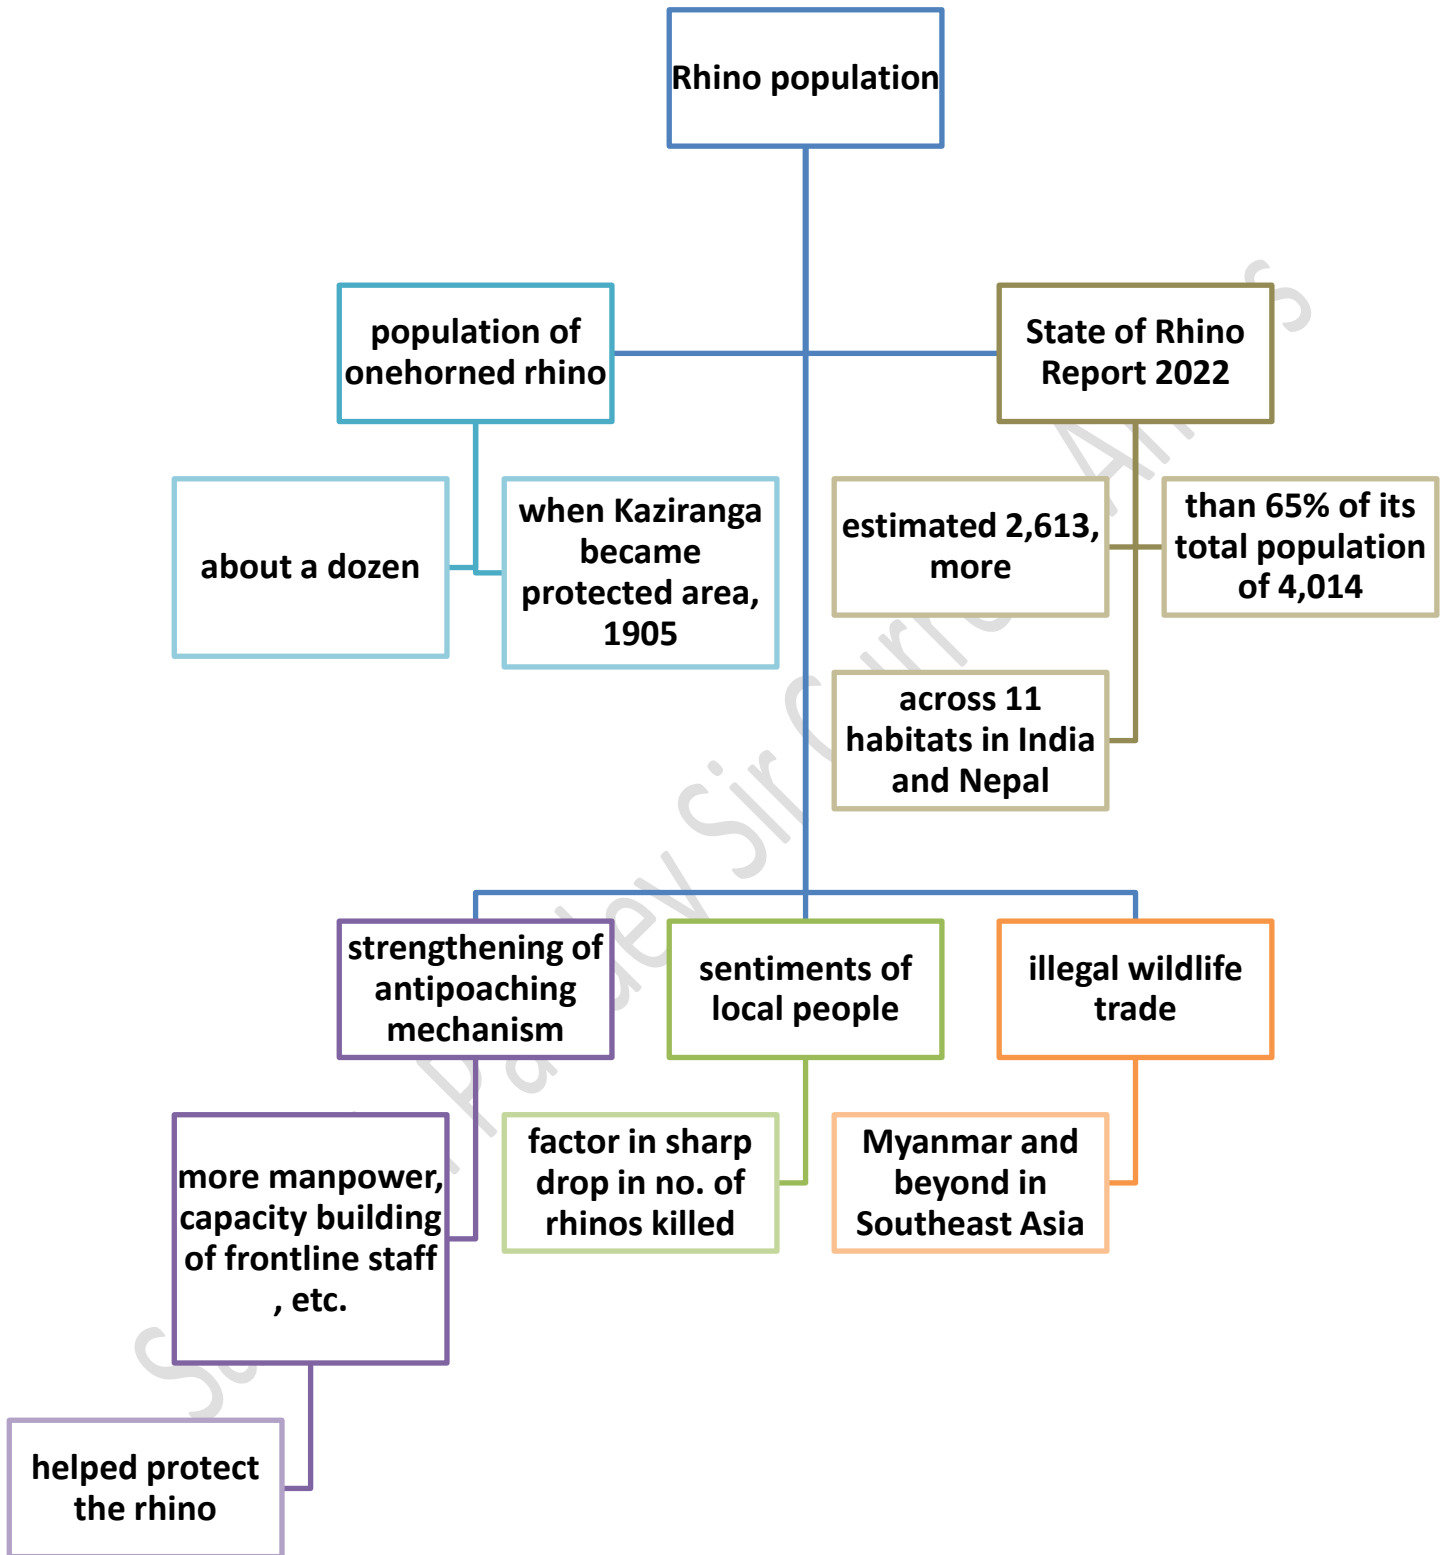 Rhino population
population of
onehorned rhino
State of Rhino
Report 2022
about a dozen
when Kaziranga
became
protected area,
1905
estimated 2,613,
more
than 65% of its
total population
of 4,014
across 11
habitats in India
and Nepal
strengthening of
antipoaching
mechanism
sentiments of
local people
illegal wildlife
trade
more manpower,
capacity building
of frontline staff
, etc.
factor in sharp
drop in no. of
rhinos killed
Myanmar and
beyond in
Southeast Asia
helped protect
the rhino
Sir